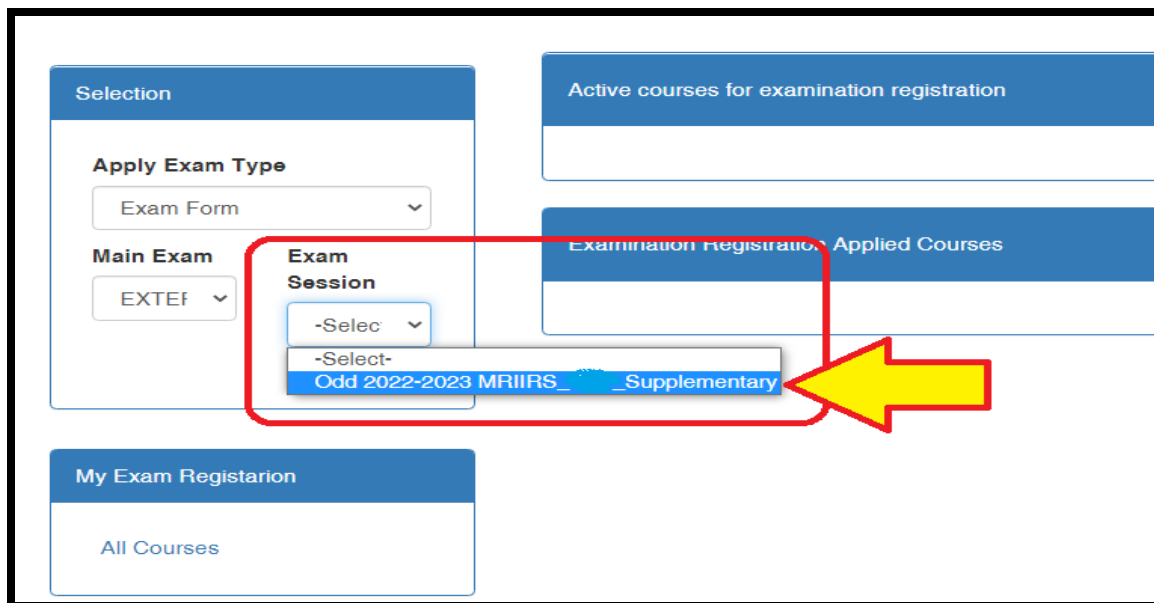 Selection
Apply Exam Type
Exam Form
Main Exam
Exam
Session
-Selec
-Select-
Odd 2022-2023 MRIIRS_ _Supplementary
My Exam Registarion
All Courses
Active courses for examination registration
Examination Registration Applied Courses